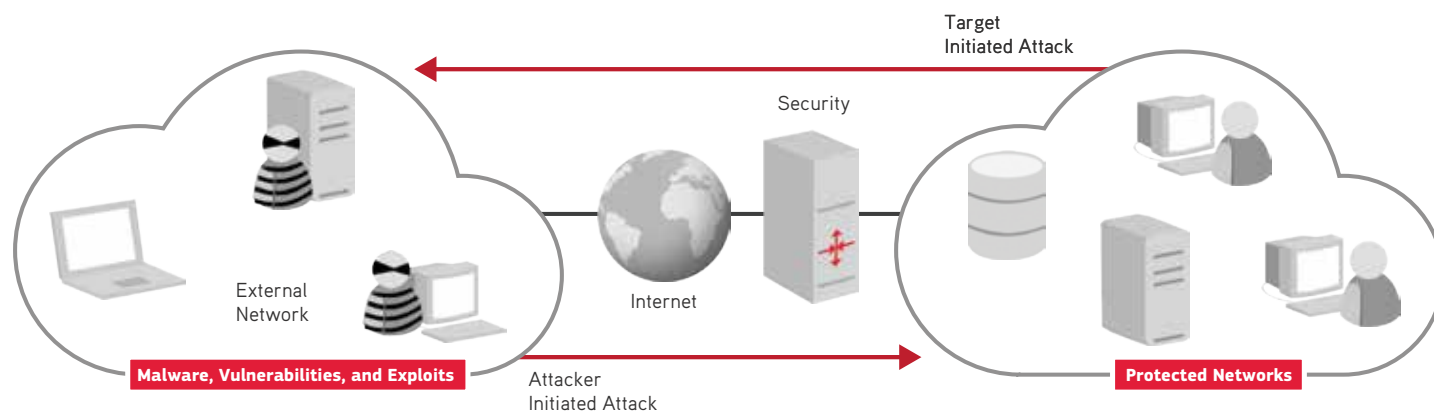 Target
Initiated Attack
Security
External
Network
Internet
Malware, Vulnerabilities, and Exploits
Protected Networks
Attacker
Initiated Attack